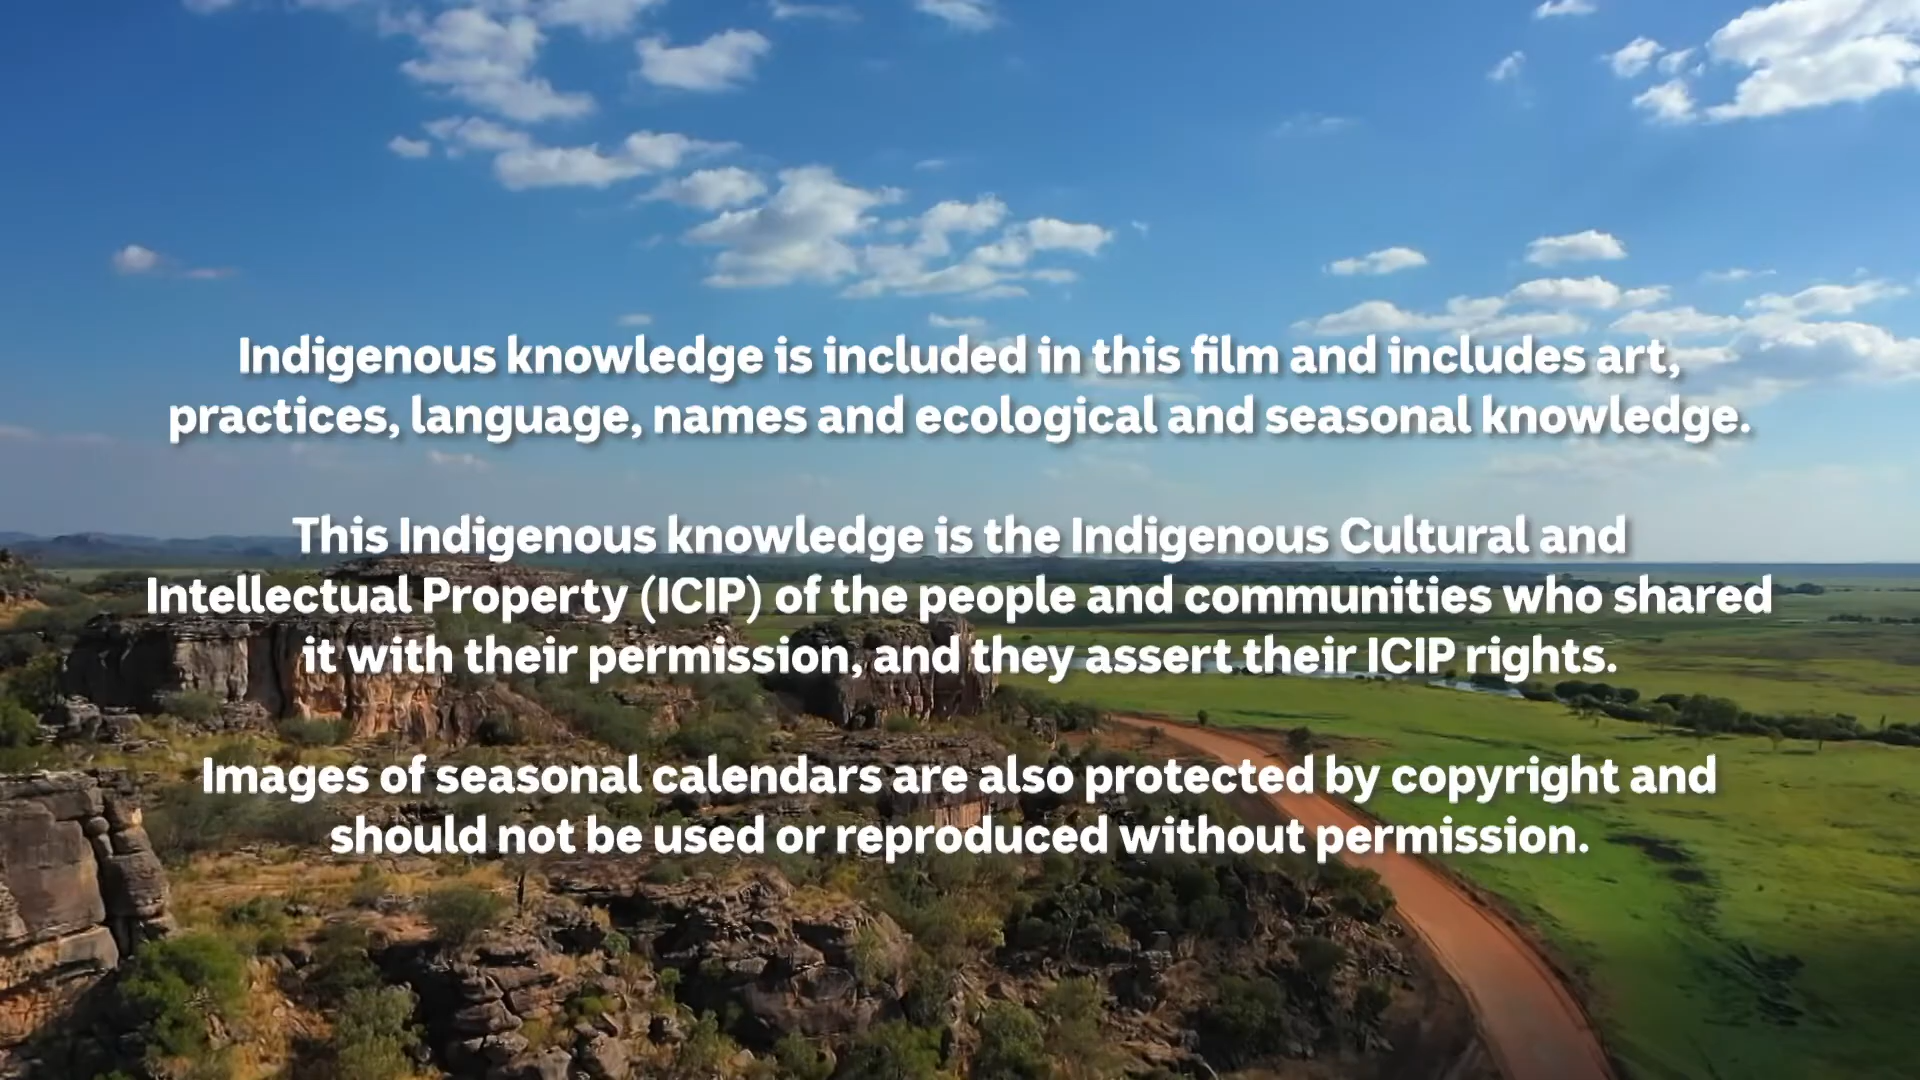 Indigenous knowledge is included in this film and includes art,
practices, language, names and ecological and seasonal knowledge.
This Indigenous knowledge is the Indigenous Cultural and
Intellectual Property (ICIP) of the people and communities who shared
it with their permission, and they assert their ICIP rights.
Images of seasonal calendars are also protected by copyright and
should not be used or reproduced without permission.